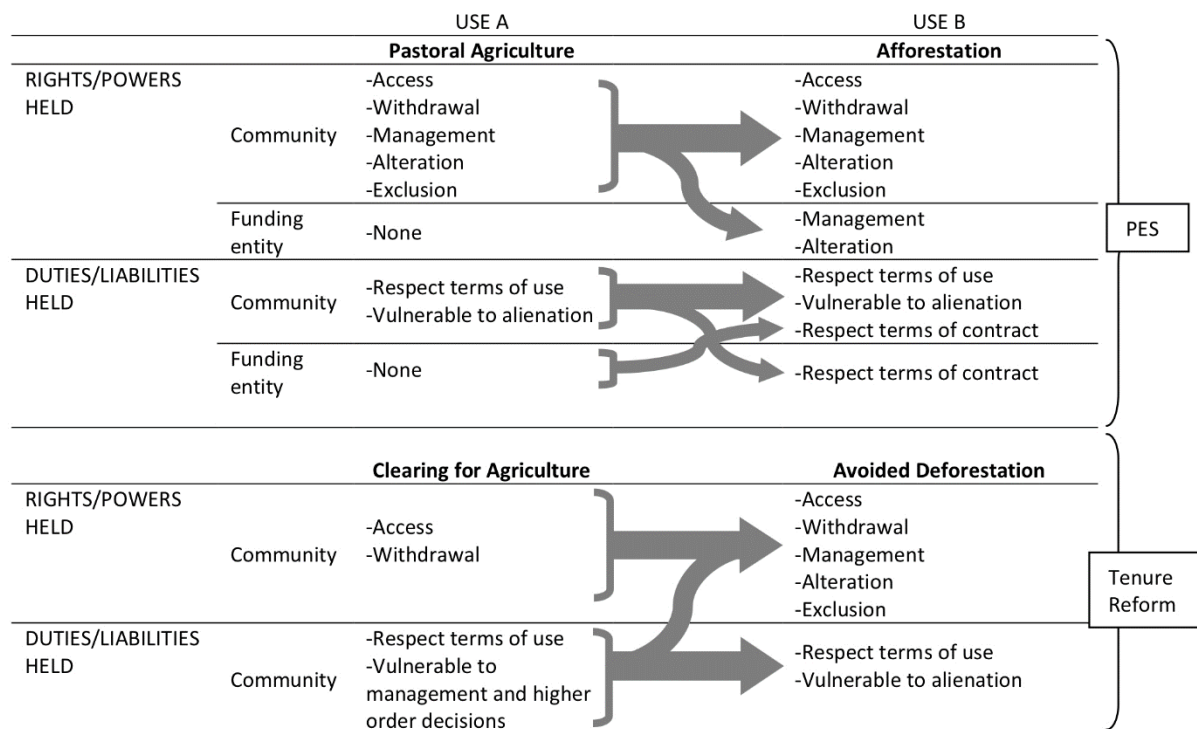 USE A USE B
Pastoral Agriculture Afforestation
RIGHTS/POWERS
HELD
Community
-Access
-Withdrawal
-Management
-Alteration
-Exclusion
-Access
-Withdrawal
-Management
-Alteration
-Exclusion
Funding
entity
-None
-Management
-Alteration
DUTIES/LIABILITIES
HELD
Community
-Respect terms of use
-Vulnerable to alienation
-Respect terms of use
-Vulnerable to alienation
-Respect terms of contract
Funding
entity
-None
-Respect terms of contract
PES
Clearing for Agriculture Avoided Deforestation
RIGHTS/POWERS
HELD
Community
-Access
-Withdrawal
-Access
-Withdrawal
-Management
-Alteration
-Exclusion
DUTIES/LIABILITIES
HELD
Community
-Respect terms of use
-Vulnerable to
management and higher
order decisions
-Respect terms of use
-Vulnerable to alienation
Tenure
Reform